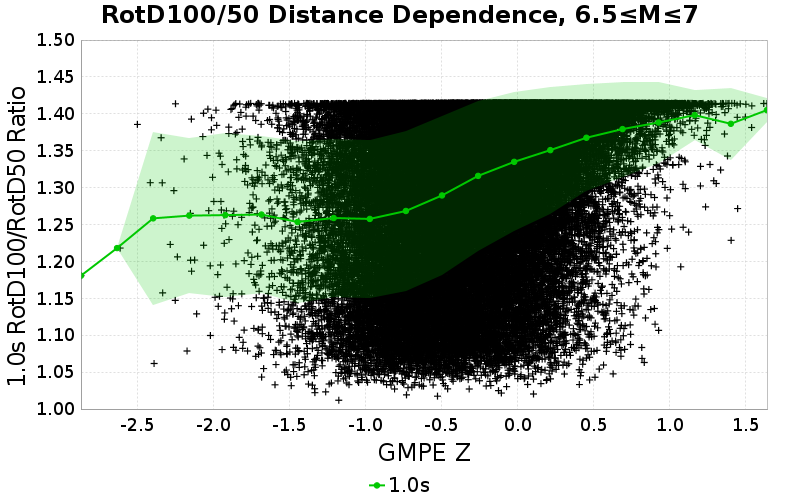 RotD100/50 Distance Dependence, 6.5≤M≤7
1.50
1.45
1.40
1.35
1.30
1.25
1.20
1.15
1.10
1.05
1.00
1.0s RotD100/RotD50 Ratio
-2.5 -2.0 -1.5 -1.0 -0.5 0.0 0.5 1.0 1.5
GMPE Z
1.0s